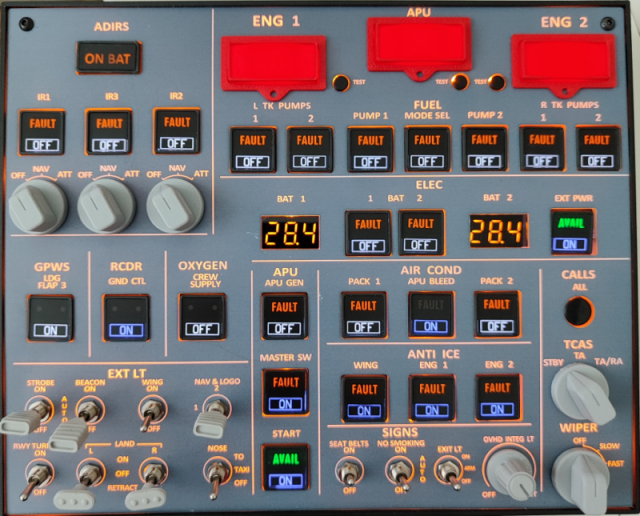 ADIRS
ON BAT
IR1 IR3 IR2
FAULT FAULT FAULT
OFF OFF OFF
OFF NAV ATT OFF NAV ATT OFF NAV ATT
ENG 1 APU ENG 2
TEST TEST TEST
L TK PUMPS FUEL R TK PUMPS
1 2 PUMP 1 MODE SEL PUMP 2 1 2
FAULT FAULT FAULT FAULT FAULT FAULT FAULT
OFF OFF OFF OFF OFF OFF OFF
ELEC
BAT 1 1 BAT 2 BAT 2 EXT PWR
28.4 FAULT FAULT 28.4 AVAIL
OFF OFF ON
GPWS RCDR OXYGEN
LDG GND CTL CREW
FLAP 3 SUPPLY
ON ON OFF
APU
APU GEN
FAULT
OFF
MASTER SW
FAULT
ON
START
AVAIL
ON
AIR COND
PACK 1 APU BLEED PACK 2
FAULT FAULT FAULT
OFF ON OFF
ANTI ICE
WING ENG 1 ENG 2
FAULT FAULT FAULT
ON ON ON
CALLS
ALL
TCAS
STBY TA TA/RA
WIPER
OFF SLOW
FAST
EXT LT
STROBE BEACON WING NAV & LOGO
ON AUTO ON ON 2
1
OFF OFF
RWY TURN LAND NOSE
ON L ON R TO
OFF TAXI
OFF RETRACT OFF
SIGNS
SEAT BELTS NO SMOKING EXIT LT OVHD INTEG LT
ON ON AUTO ON
ARM
OFF OFF OFF OFF BRT